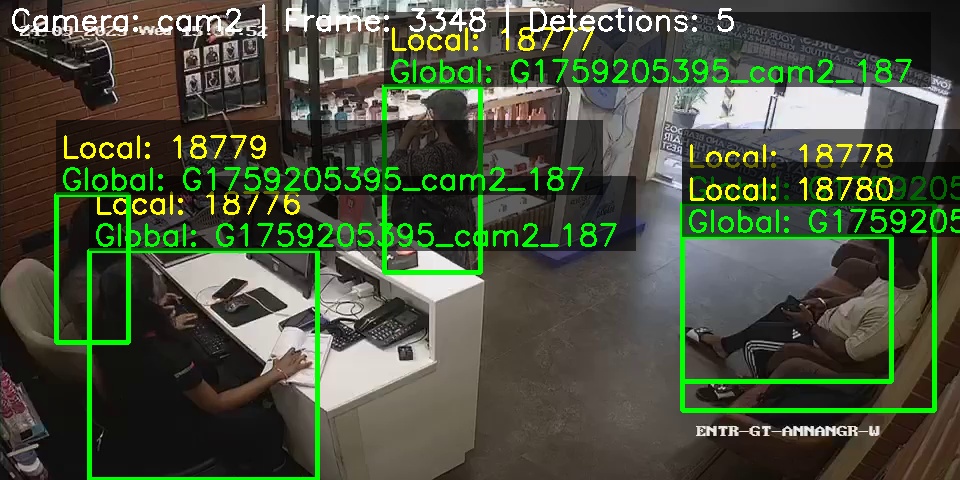 Camera: cam2 | Frame: 3348 | Detections: 5
Local: 18777
Global: G1759205395_cam2_187
Local: 18779
Global: G1759205395_cam2_187
Local: 18776
Global: G1759205395_cam2_187
Local: 18778
Local: 18780
Global: G1759205
ENTR-GT-ANNANGR-W